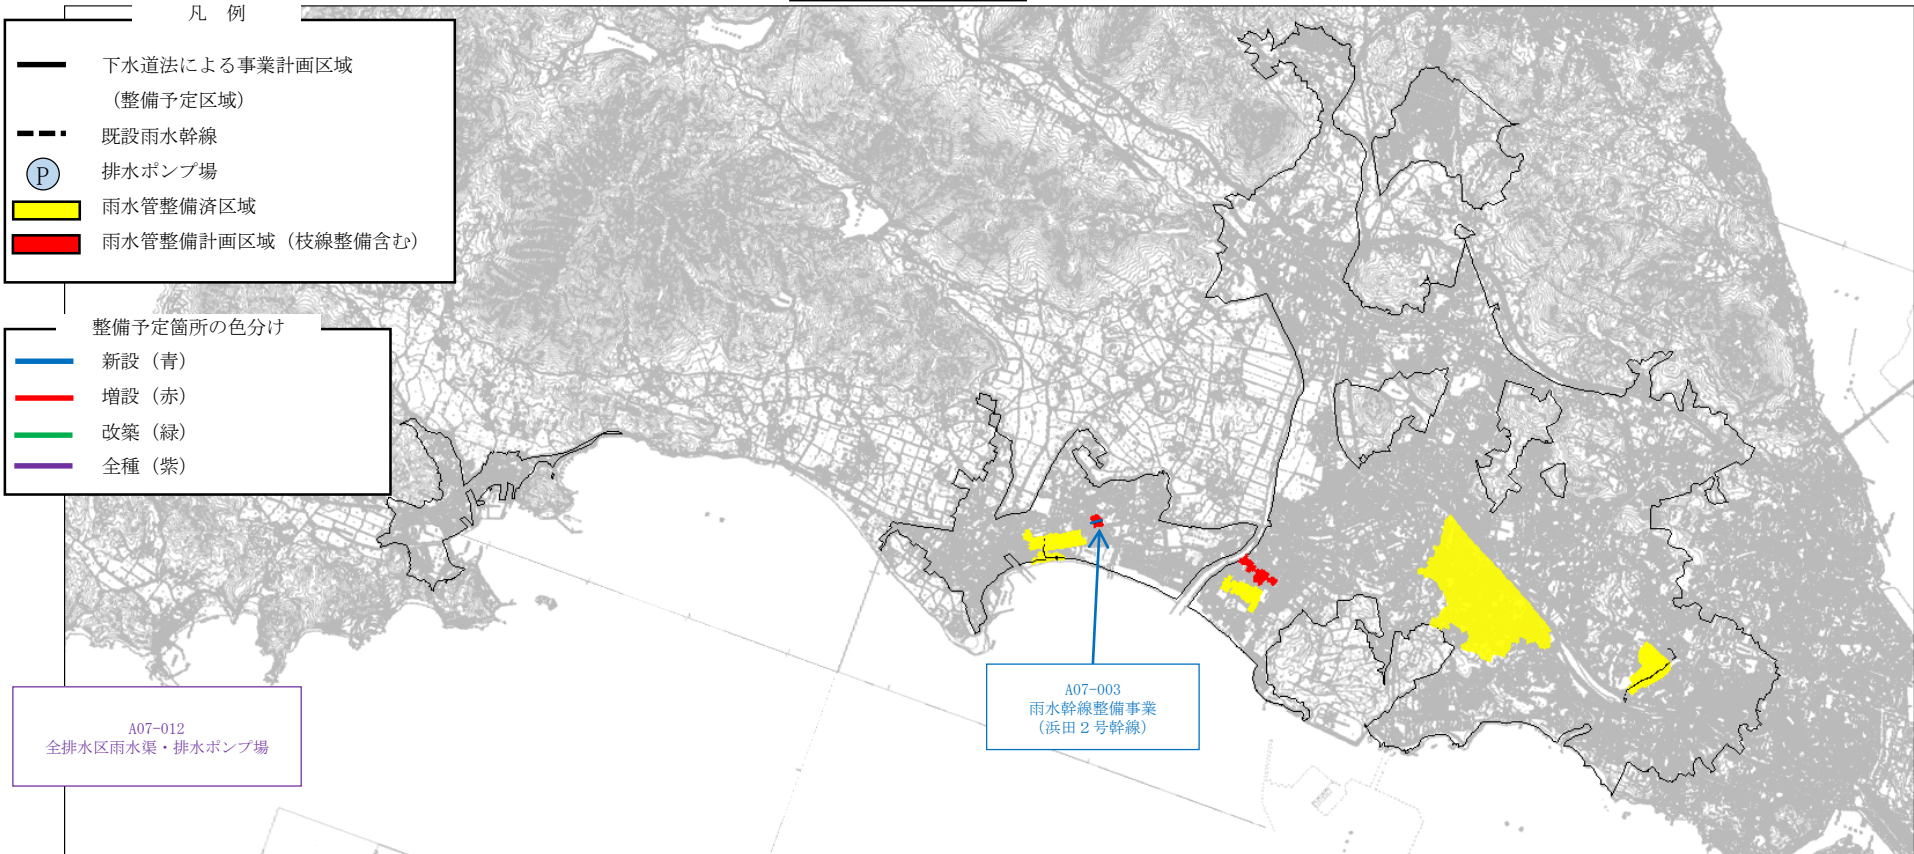 凡　例
下水道法による事業計画区域
（整備予定区域）
既設雨水幹線
P
排水ポンプ場
雨水管整備済区域
雨水管整備計画区域（枝線整備含む）
整備予定箇所の色分け
新設（青）
増設（赤）
改築（緑）
全種（紫）
A07-003
雨水幹線整備事業
（浜田２号幹線）
A07-012
全排水区雨水渠・排水ポンプ場